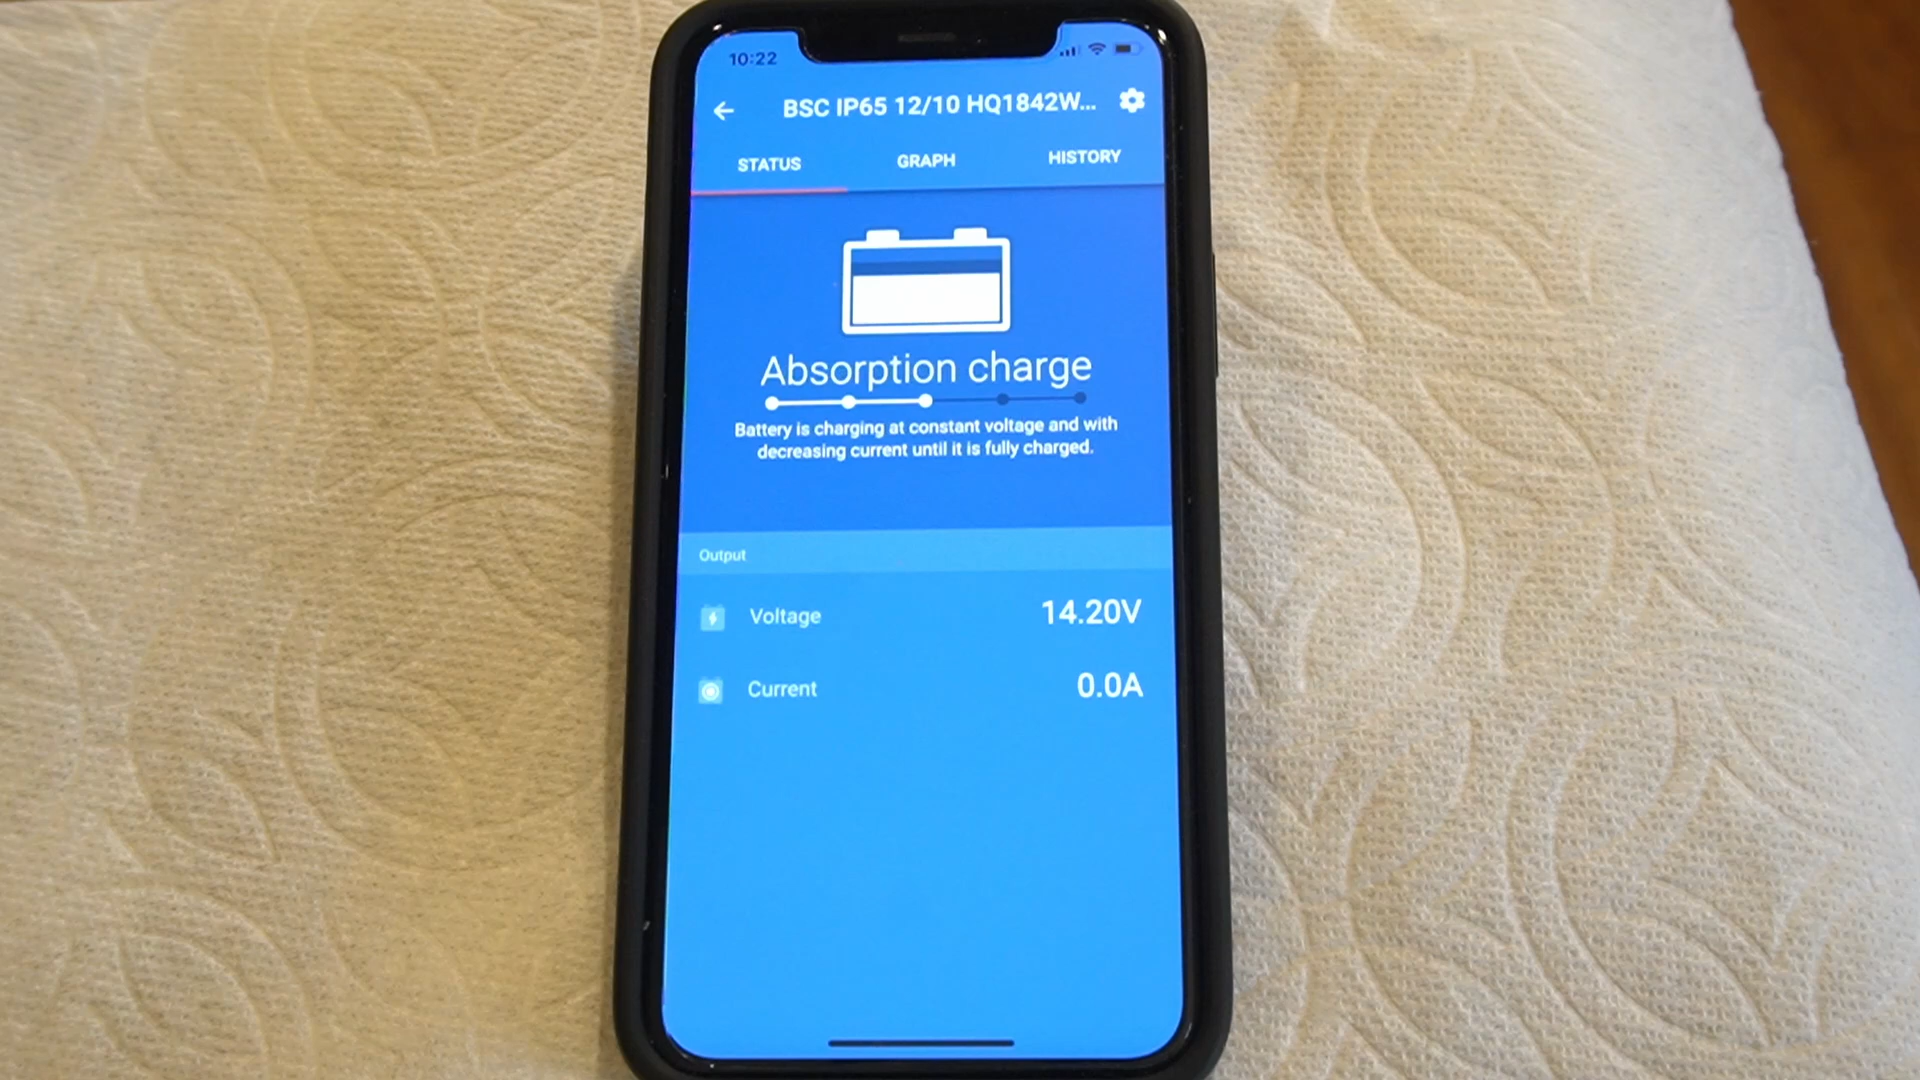 10:22
BSC IP65 12/10 HQ1842W...
STATUS GRAPH HISTORY
Absorption charge
Battery is charging at constant voltage and with
decreasing current until it is fully charged.
Output
Voltage 14.20V
Current 0.0A